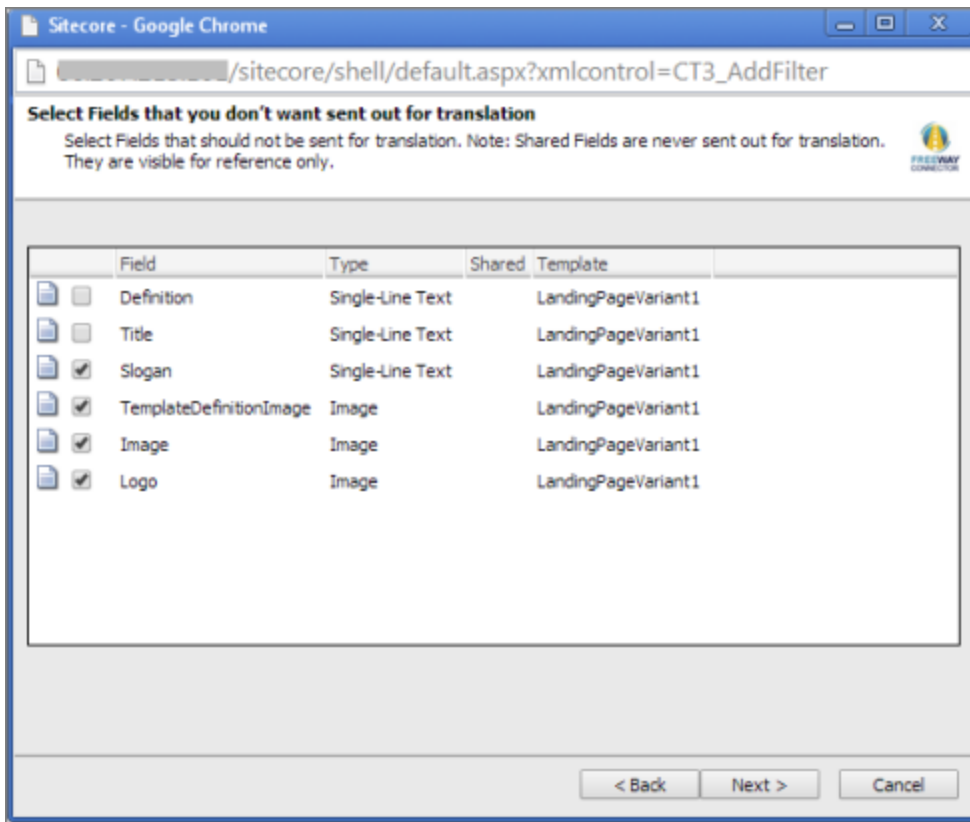 Sitecore - Google Chrome
/sitecore/shell/default.aspx?xmlcontrol=CT3_AddFilter
Select Fields that you don't want sent out for translation
Select Fields that should not be sent for translation. Note: Shared Fields are never sent out for translation.
They are visible for reference only.
FREEWAY
CONNECTOR
Field Type Shared Template
Definition Single-Line Text LandingPageVariant1
Title Single-Line Text LandingPageVariant1
Slogan Single-Line Text LandingPageVariant1
TemplateDefinitionImage Image LandingPageVariant1
Image Image LandingPageVariant1
Logo Image LandingPageVariant1
< Back Next > Cancel